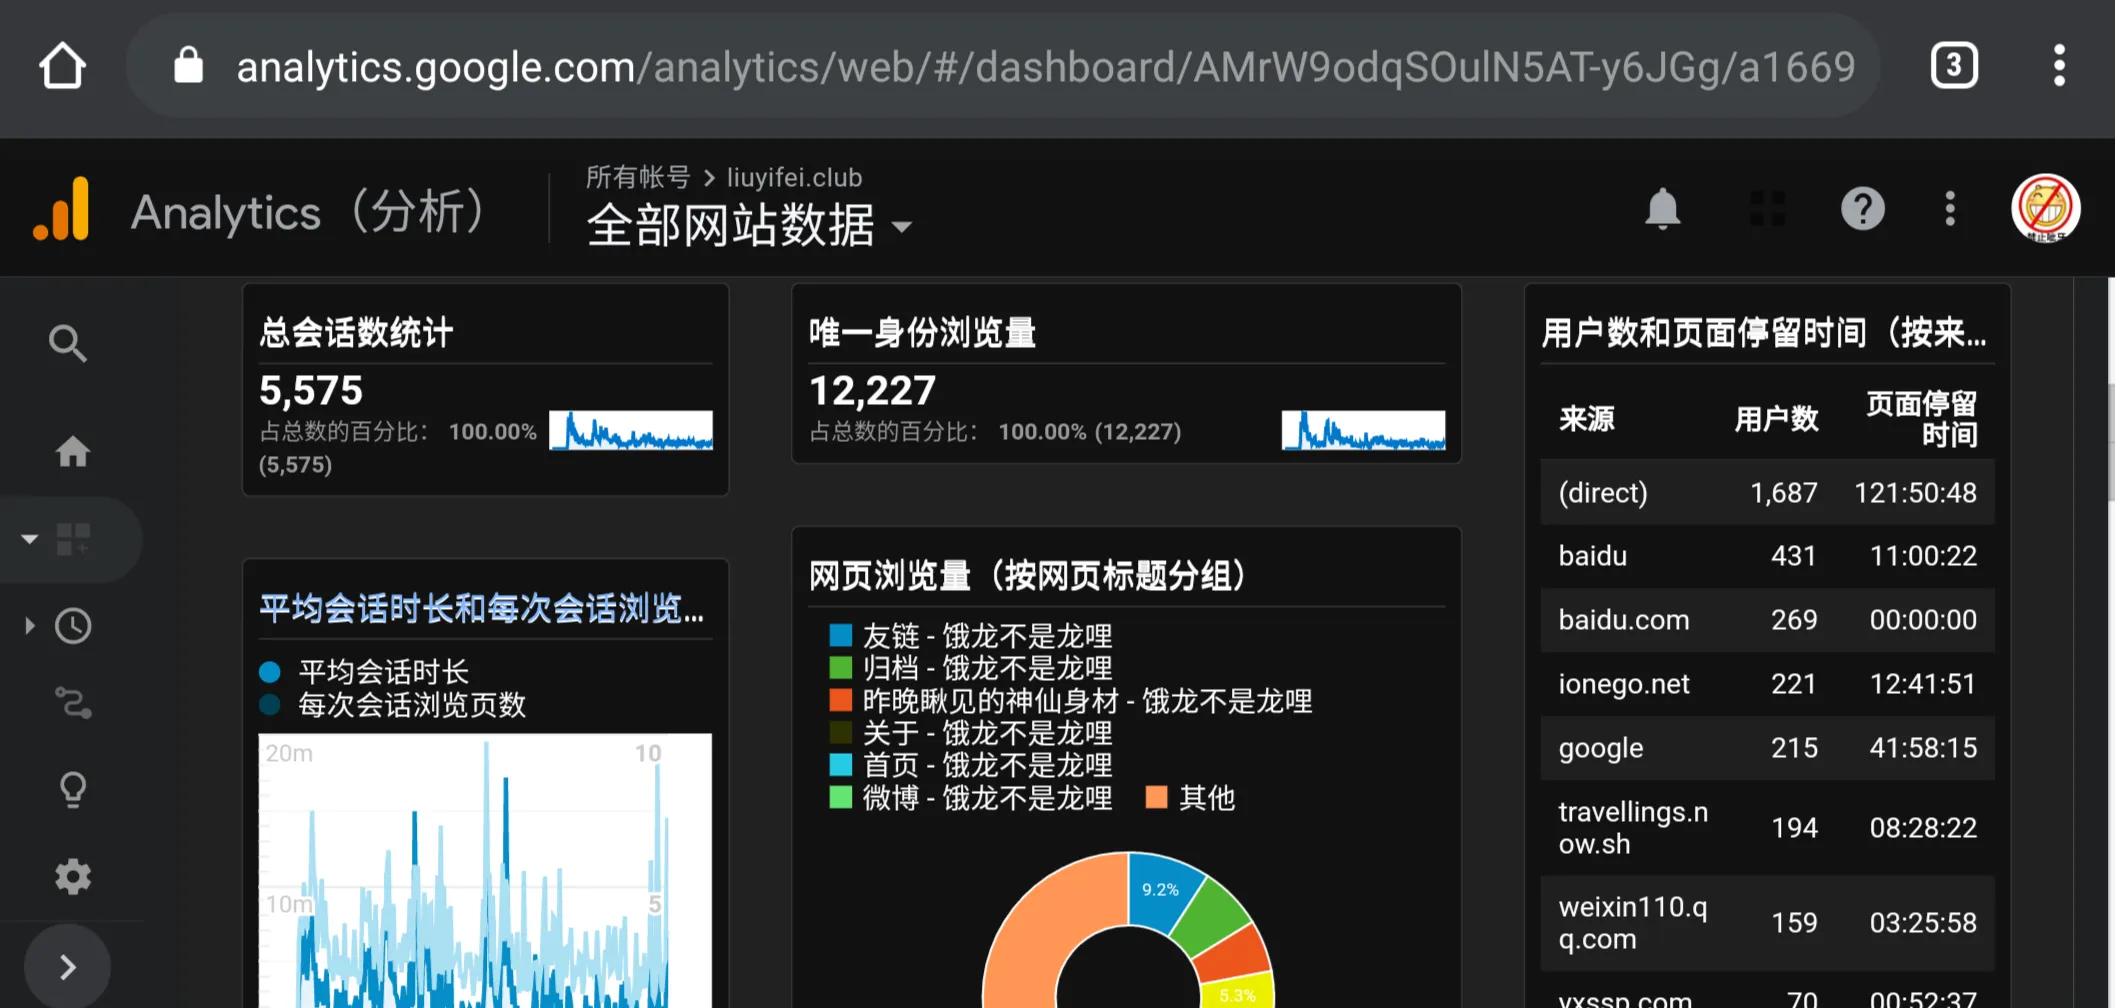 analytics.google.com/analytics/web/#/dashboard/AMrW9odqSOulN5AT-y6JGg/a1669
3
Analytics（分析）
所有帐号 > liuyifei.club
全部网站数据
总会话数统计
5,575
占总数的百分比： 100.00%
(5,575)
唯一身份浏览量
12,227
占总数的百分比： 100.00% (12,227)
平均会话时长和每次会话浏览...
平均会话时长
每次会话浏览页数
20m
10
10m
5
网页浏览量（按网页标题分组）
友链 - 饿龙不是龙哩
归档 - 饿龙不是龙哩
昨晚瞅见的神仙身材 - 饿龙不是龙哩
关于 - 饿龙不是龙哩
首页 - 饿龙不是龙哩
微博 - 饿龙不是龙哩 其他
9.2%
5.3%
用户数和页面停留时间（按来...
来源 用户数 页面停留
时间
(direct) 1,687 121:50:48
baidu 431 11:00:22
baidu.com 269 00:00:00
ionego.net 221 12:41:51
google 215 41:58:15
travellings.n
ow.sh 194 08:28:22
weixin110.q
q.com 159 03:25:58
yxssp.com 70 00:52:37